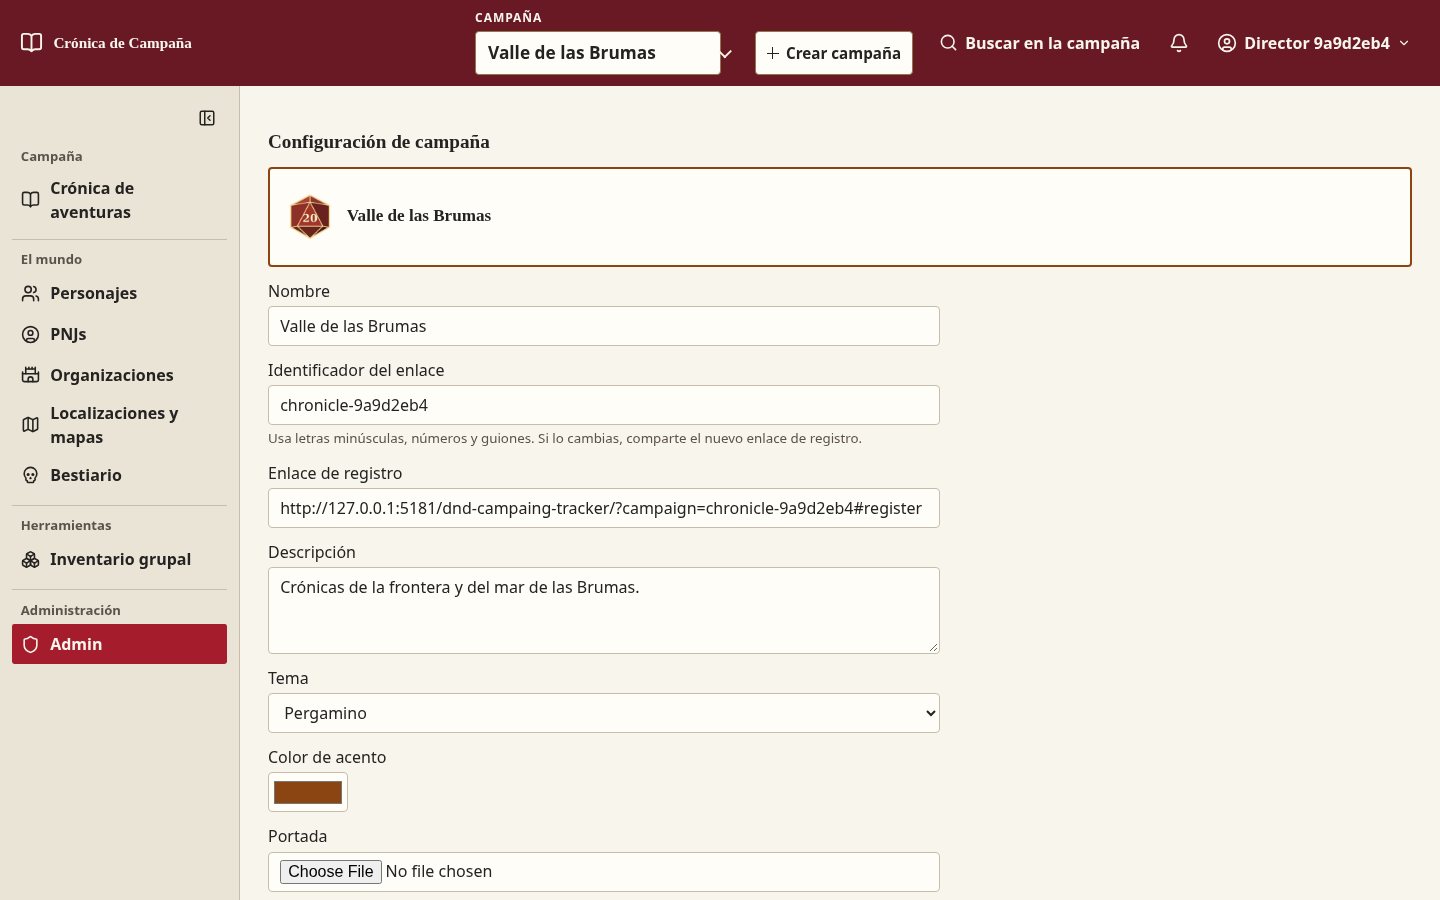 Crónica de Campaña
CAMPAÑA
Valle de las Brumas
Crear campaña
Buscar en la campaña
Director 9a9d2eb4
Campaña
Crónica de
aventuras
El mundo
Personajes
PNJs
Organizaciones
Localizaciones y
mapas
Bestiario
Herramientas
Inventario grupal
Administración
Admin
Configuración de campaña
20
Valle de las Brumas
Nombre
Valle de las Brumas
Identificador del enlace
chronicle-9a9d2eb4
Usa letras minúsculas, números y guiones. Si lo cambias, comparte el nuevo enlace de registro.
Enlace de registro
http://127.0.0.1:5181/dnd-campaing-tracker/?campaign=chronicle-9a9d2eb4#register
Descripción
Crónicas de la frontera y del mar de las Brumas.
Tema
Pergamino
Color de acento
Portada
Choose File No file chosen